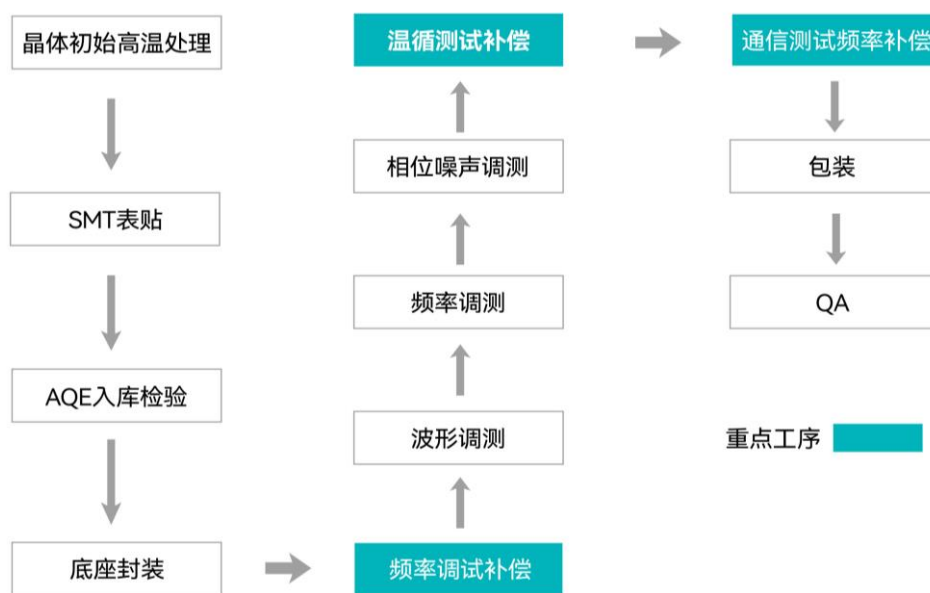 晶体初始高温处理
SMT表贴
AQE入库检验
底座封装
频率调试补偿
波形调测
频率调测
相位噪声调测
温循测试补偿
通信测试频率补偿
包装
QA
重点工序